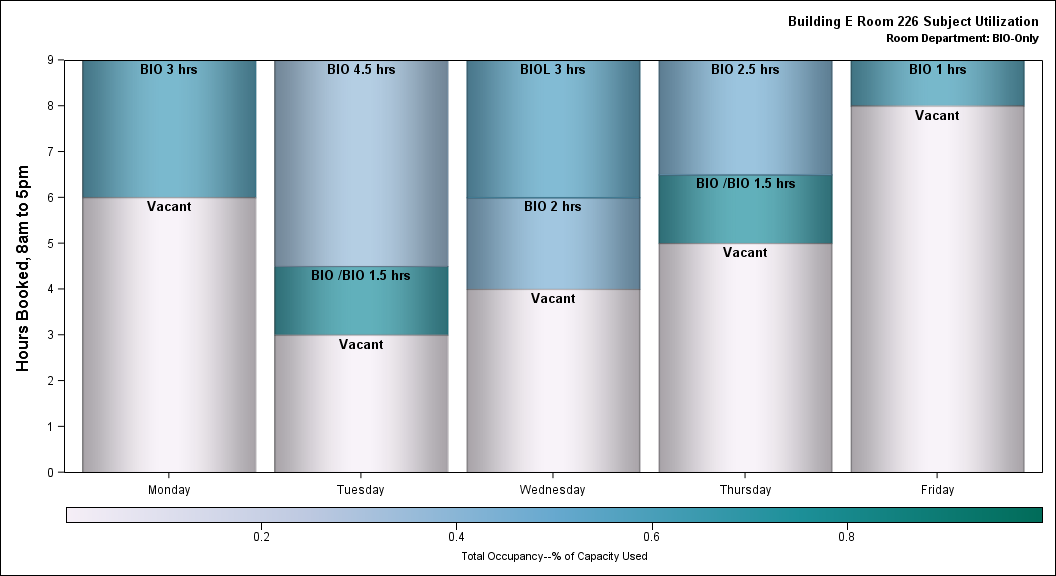 Building E Room 226 Subject Utilization
Room Department: BIO-Only
Hours Booked, 8am to 5pm
9
8
7
6
5
4
3
2
1
0
BIO 3 hrs
Vacant
BIO 4.5 hrs
BIO /BIO 1.5 hrs
Vacant
BIOL 3 hrs
BIO 2 hrs
Vacant
BIO 2.5 hrs
BIO /BIO 1.5 hrs
Vacant
BIO 1 hrs
Vacant
Monday Tuesday Wednesday Thursday Friday
0.2 0.4 0.6 0.8
Total Occupancy--% of Capacity Used